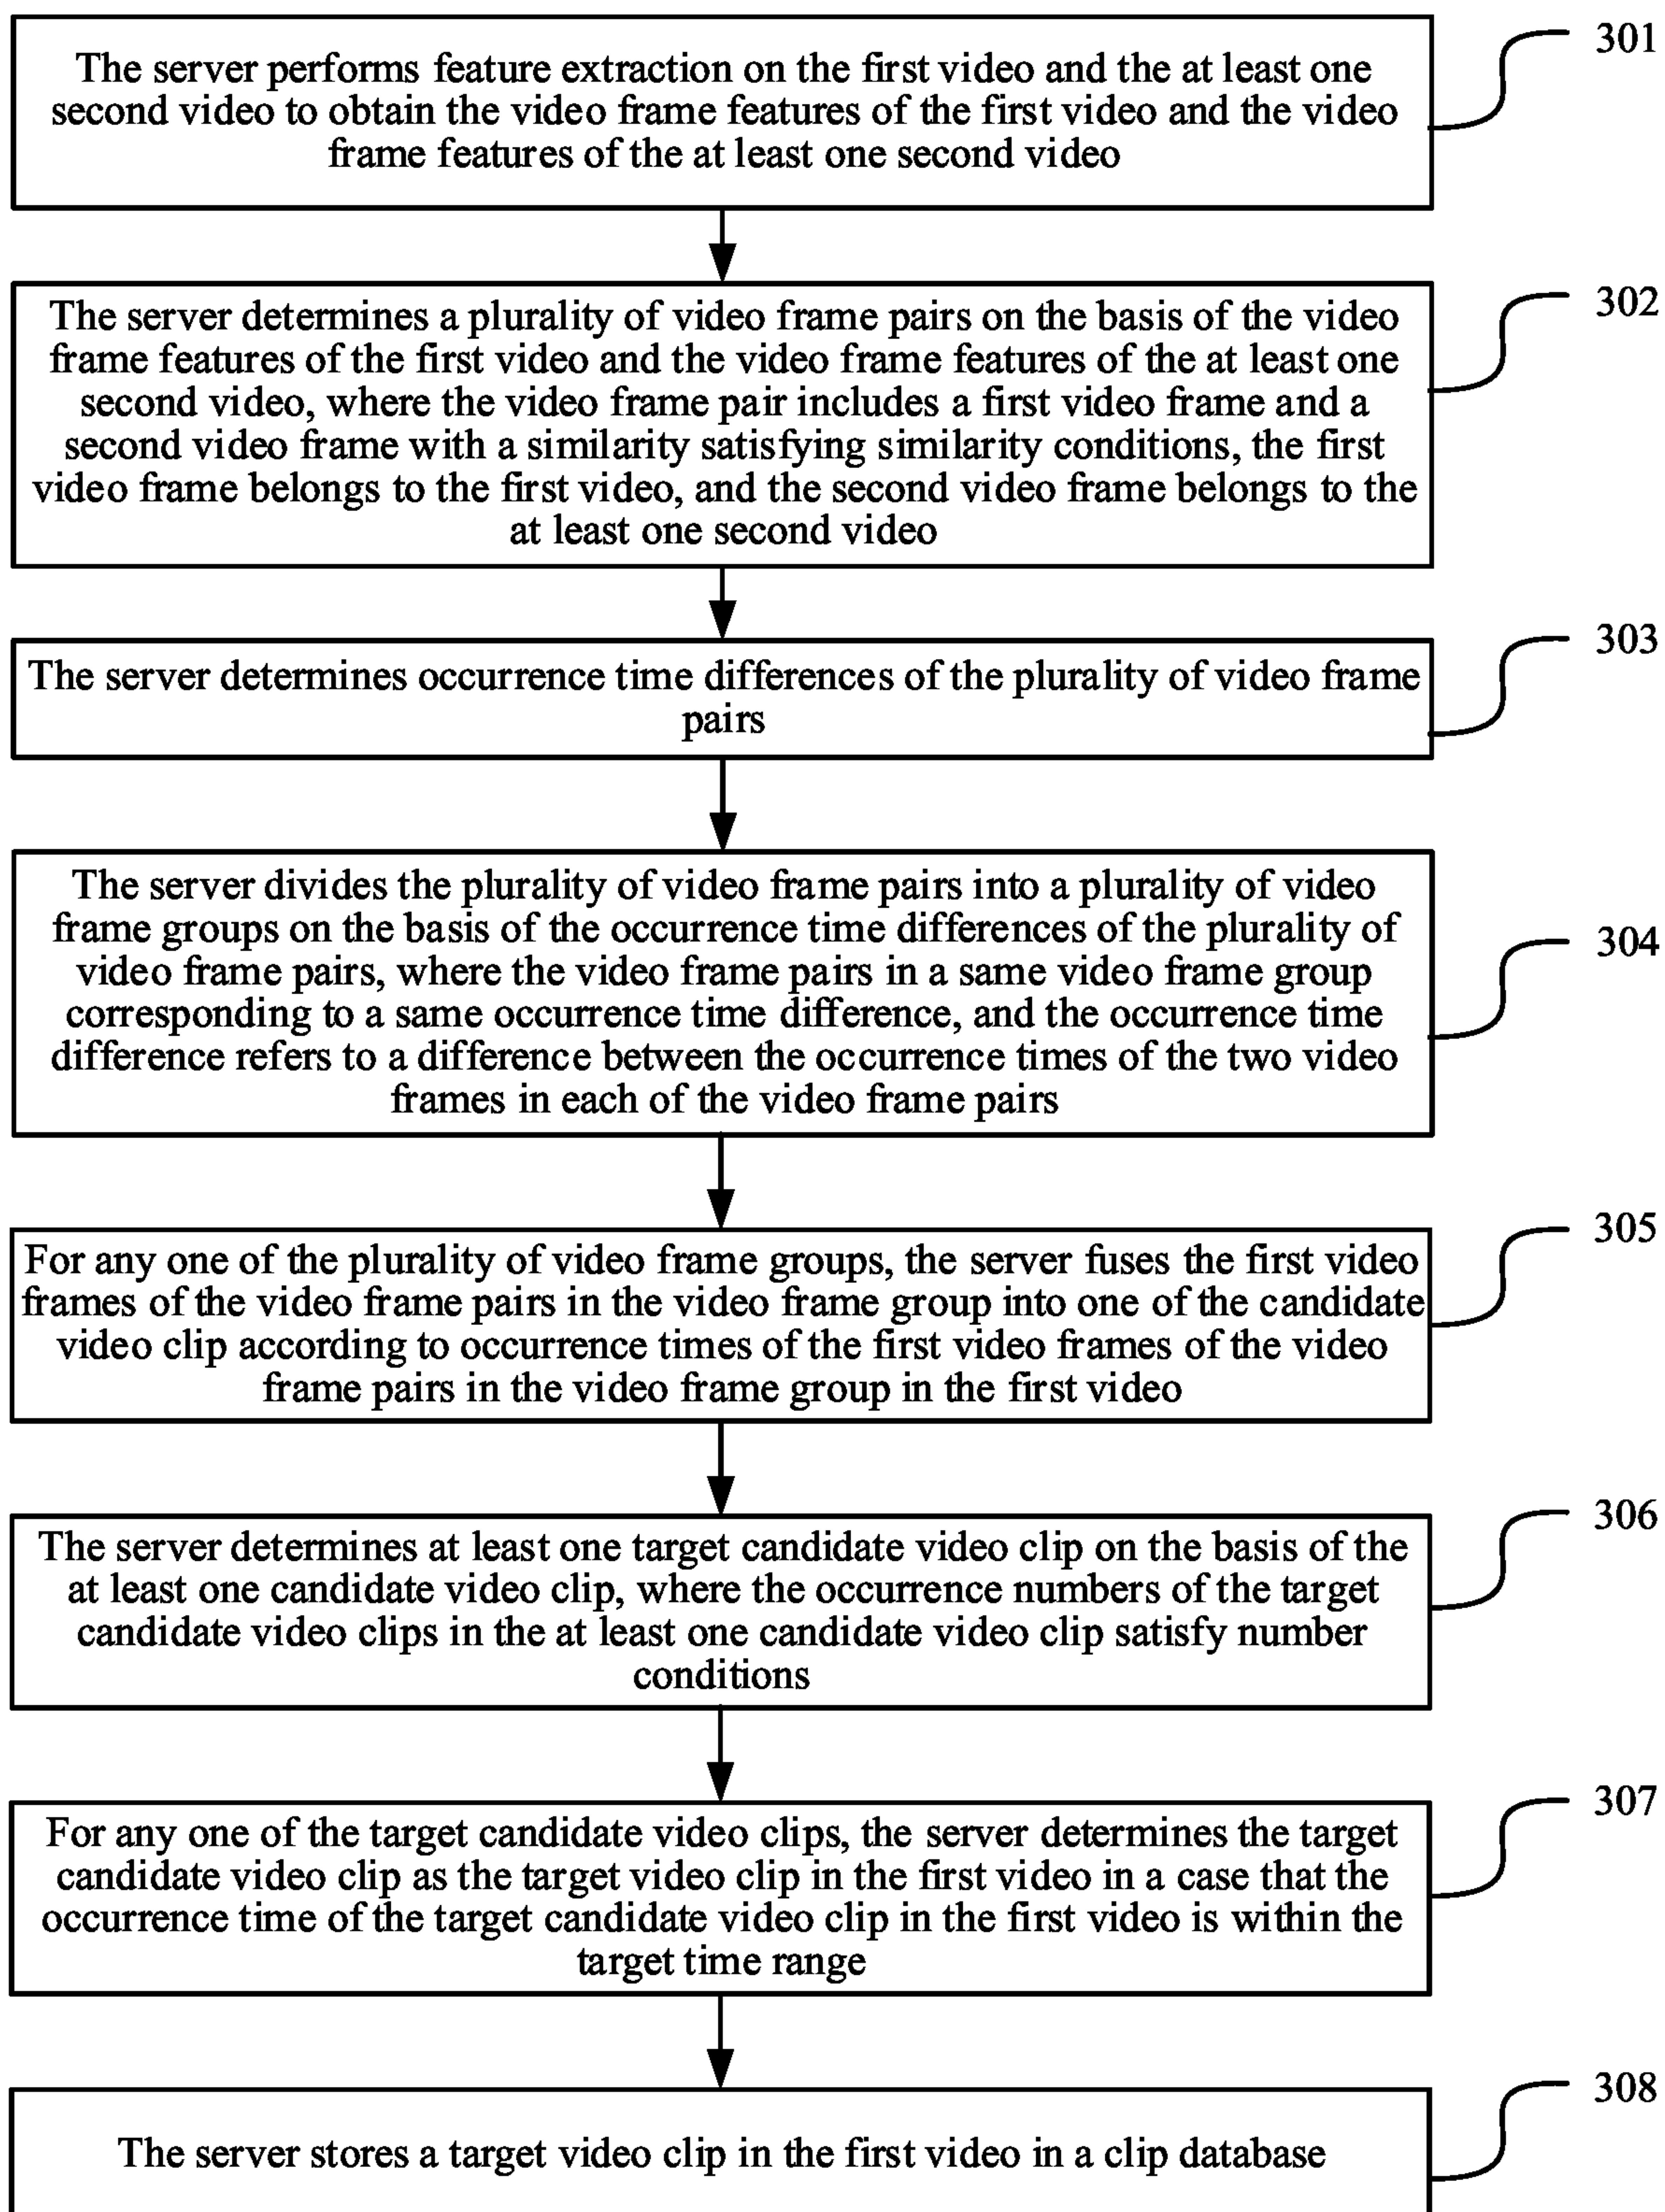 The server performs feature extraction on the first video and the at least one
second video to obtain the video frame features of the first video and the video
frame features of the at least one second video
301
The server determines a plurality of video frame pairs on the basis of the video
frame features of the first video and the video frame features of the at least one
second video, where the video frame pair includes a first video frame and a
second video frame with a similarity satisfying similarity conditions, the first
video frame belongs to the first video, and the second video frame belongs to the
at least one second video
302
The server determines occurrence time differences of the plurality of video frame
pairs
303
The server divides the plurality of video frame pairs into a plurality of video
frame groups on the basis of the occurrence time differences of the plurality of
video frame pairs, where the video frame pairs in a same video frame group
corresponding to a same occurrence time difference, and the occurrence time
difference refers to a difference between the occurrence times of the two video
frames in each of the video frame pairs
304
For any one of the plurality of video frame groups, the server fuses the first video
frames of the video frame pairs in the video frame group into one of the candidate
video clip according to occurrence times of the first video frames of the video
frame pairs in the video frame group in the first video
305
The server determines at least one target candidate video clip on the basis of the
at least one candidate video clip, where the occurrence numbers of the target
candidate video clips in the at least one candidate video clip satisfy number
conditions
306
For any one of the target candidate video clips, the server determines the target
candidate video clip as the target video clip in the first video in a case that the
occurrence time of the target candidate video clip in the first video is within the
target time range
307
The server stores a target video clip in the first video in a clip database
308